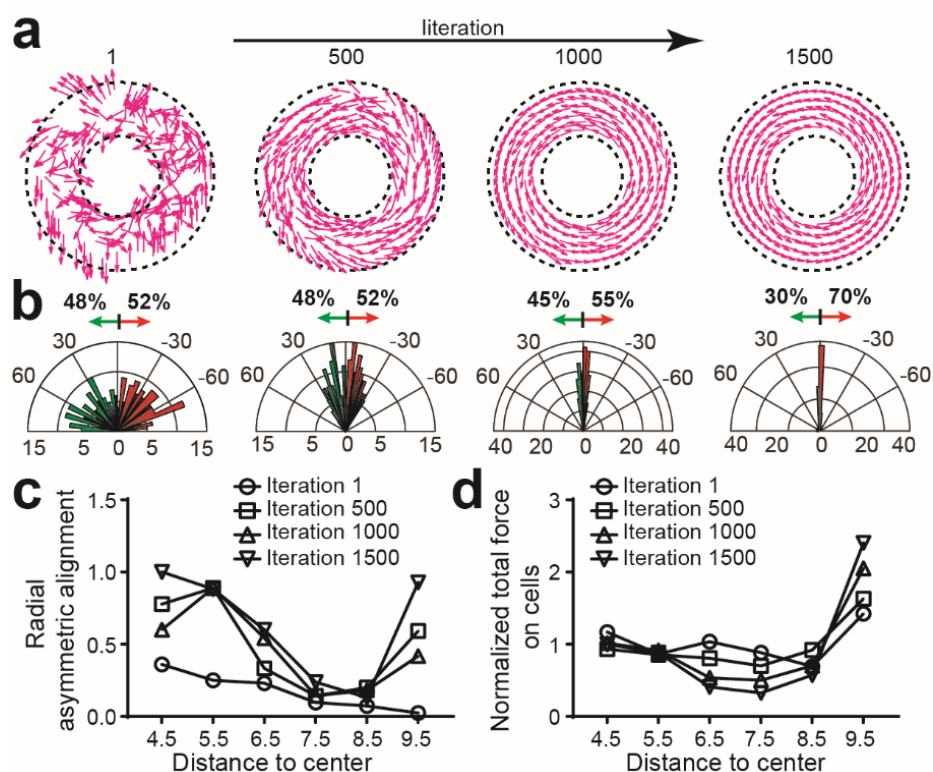 a
Iiteration
1 500 1000 1500
b
48% 52% 48% 52% 45% 55% 30% 70%
30 -30 30 -30 30 -30 30 -30
60 -60 60 -60 60 -60 60 -60
15 5 0 5 15 15 5 0 5 15 40 20 0 20 40 40 20 0 20 40
c
Iteration 1
Iteration 500
Iteration 1000
Iteration 1500
Radial
asymmetric alignment
1.5
1.0
0.5
0.0
4.5 5.5 6.5 7.5 8.5 9.5
Distance to center
d
Iteration 1
Iteration 500
Iteration 1000
Iteration 1500
Normalized total force
on cells
3
2
1
0
4.5 5.5 6.5 7.5 8.5 9.5
Distance to center